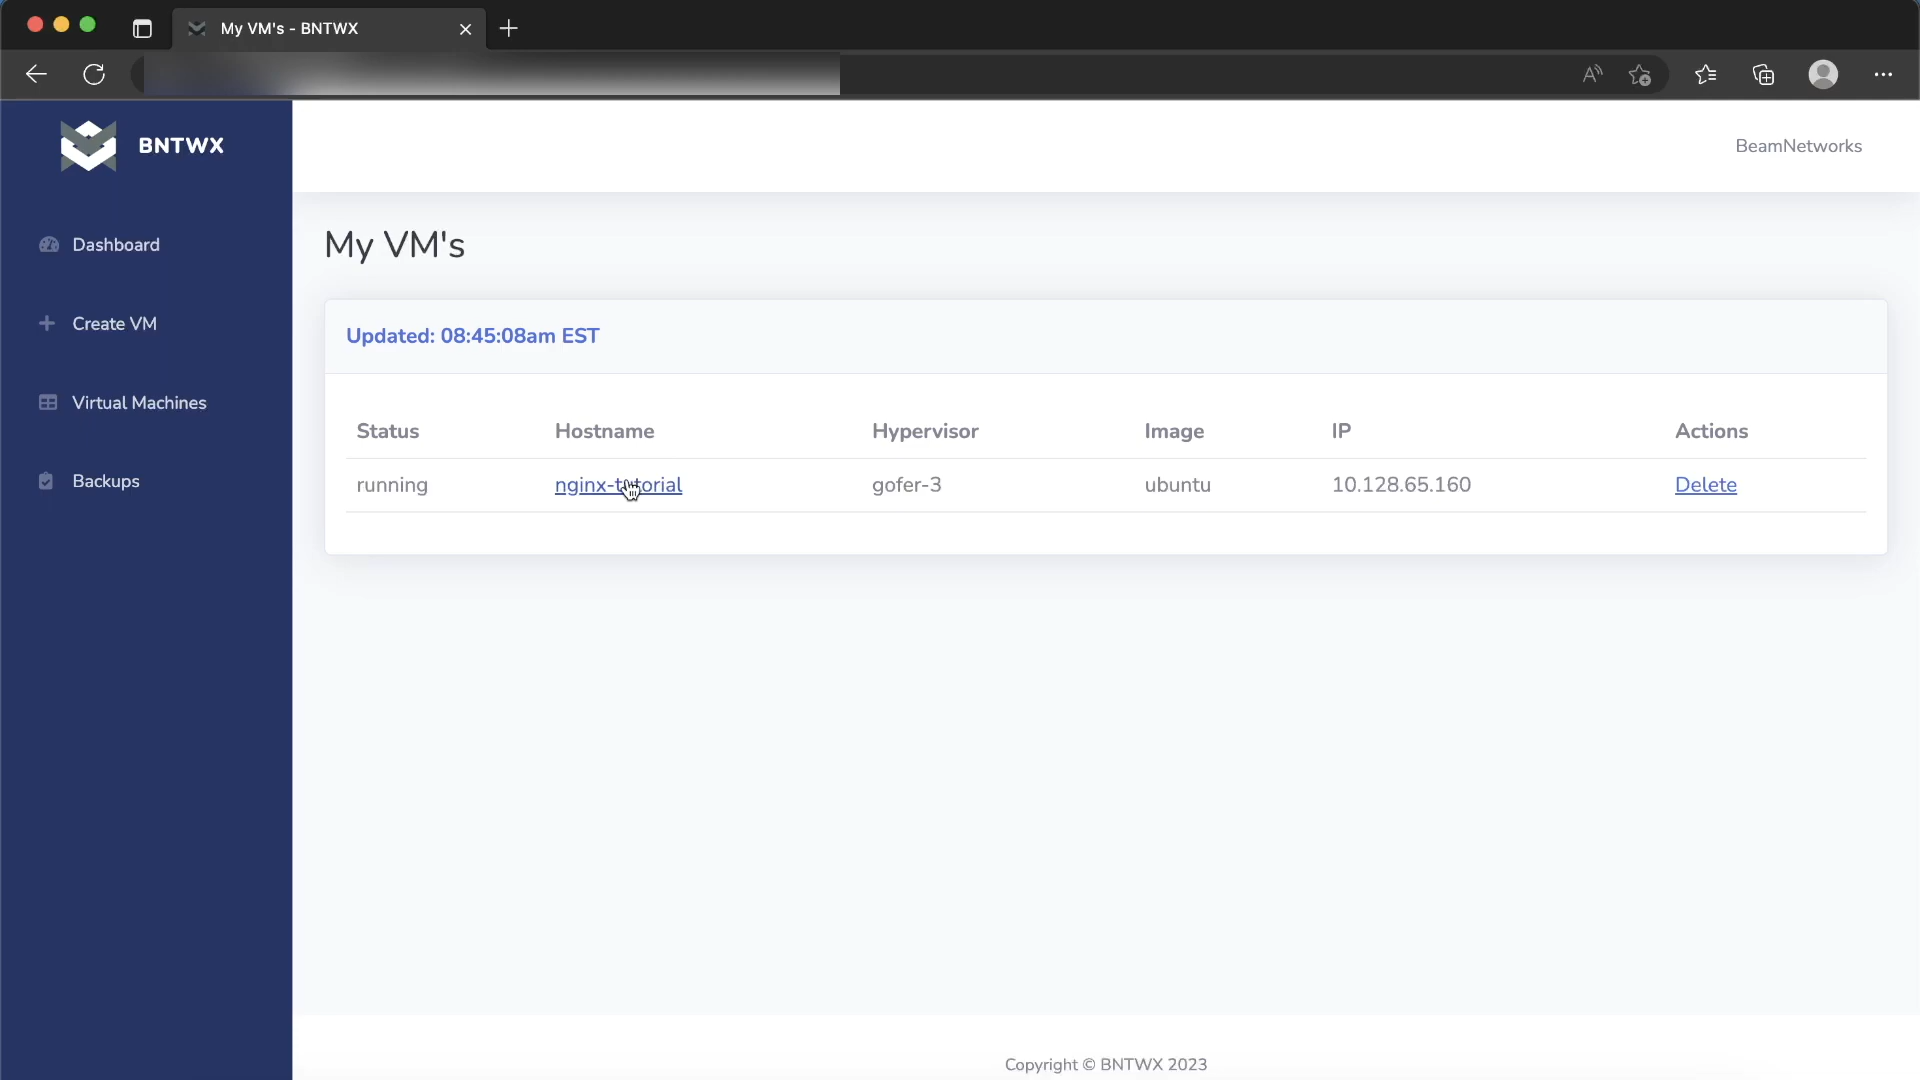 My VM's - BNTWX
BNTWX
BeamNetworks
Dashboard
Create VM
Virtual Machines
Backups
My VM's
Updated: 08:45:08am EST
Status Hostname Hypervisor Image IP Actions
running nginx-tutorial gofer-3 ubuntu 10.128.65.160 Delete
Copyright © BNTWX 2023